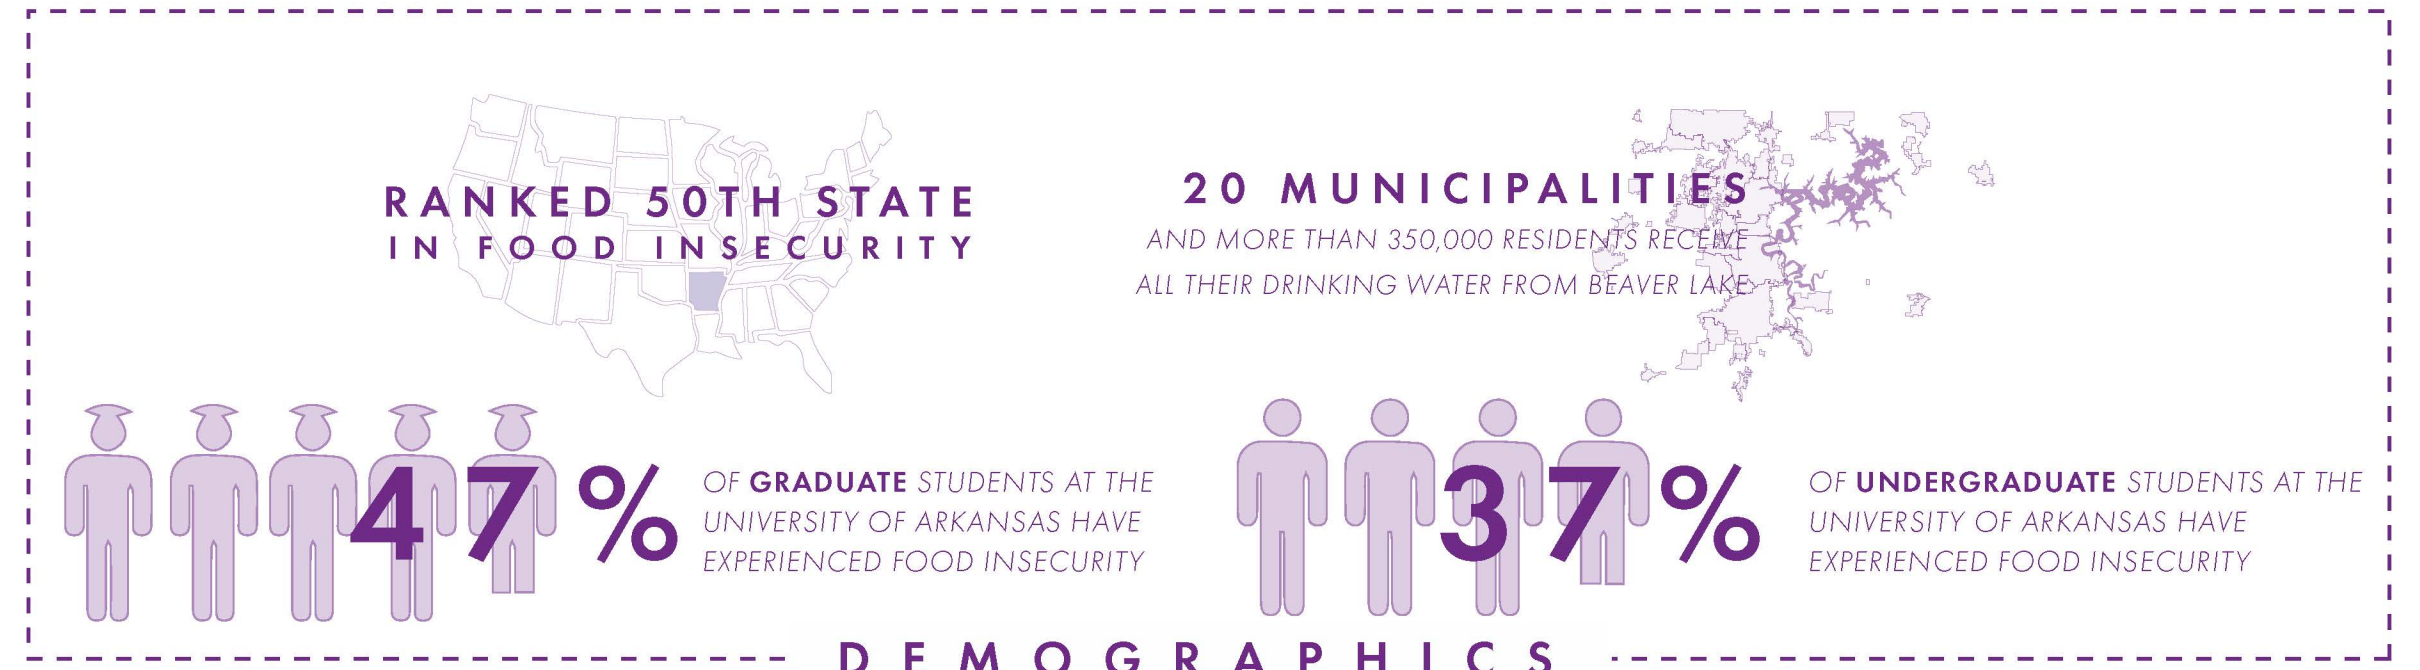 RANKED 50TH STATE
IN FOOD INSECURITY
20 MUNICIPALITIES
AND MORE THAN 350,000 RESIDENTS RECEIVE
ALL THEIR DRINKING WATER FROM BEAVER LAKE
47%
OF GRADUATE STUDENTS AT THE
UNIVERSITY OF ARKANSAS HAVE
EXPERIENCED FOOD INSECURITY
37%
OF UNDERGRADUATE STUDENTS AT THE
UNIVERSITY OF ARKANSAS HAVE
EXPERIENCED FOOD INSECURITY
DEMOGRAPHICS